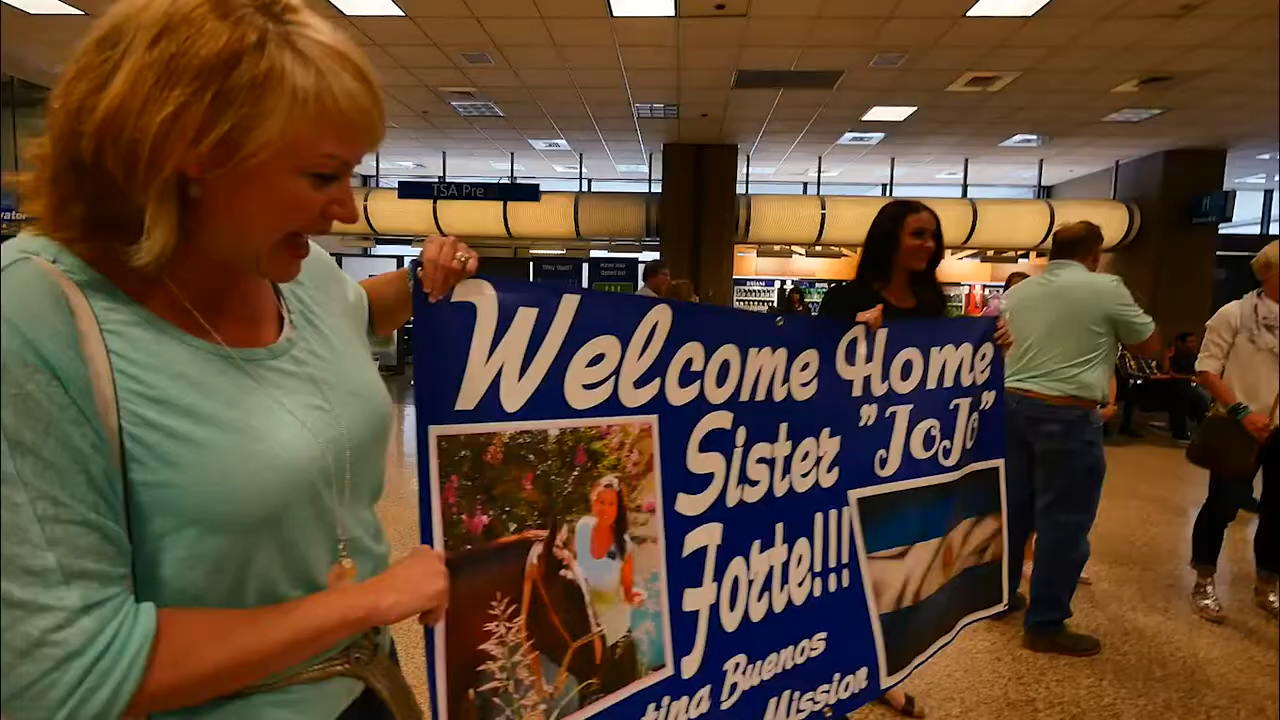 TSA Pre
Welcome Home
Sister "JoJo"
Forte!!!
tina Buenos
Mission